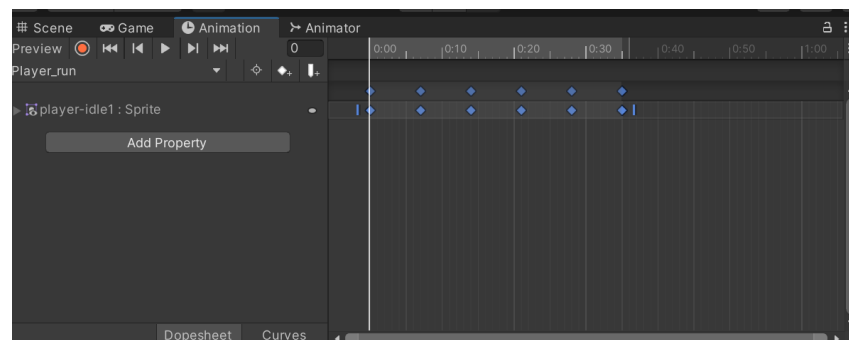 Scene Game Animation Animator
Preview 0 0:00 0:10 0:20 0:30 0:40 0:50 1:00
Player_run
player-idle1 : Sprite
Add Property
Dopesheet Curves